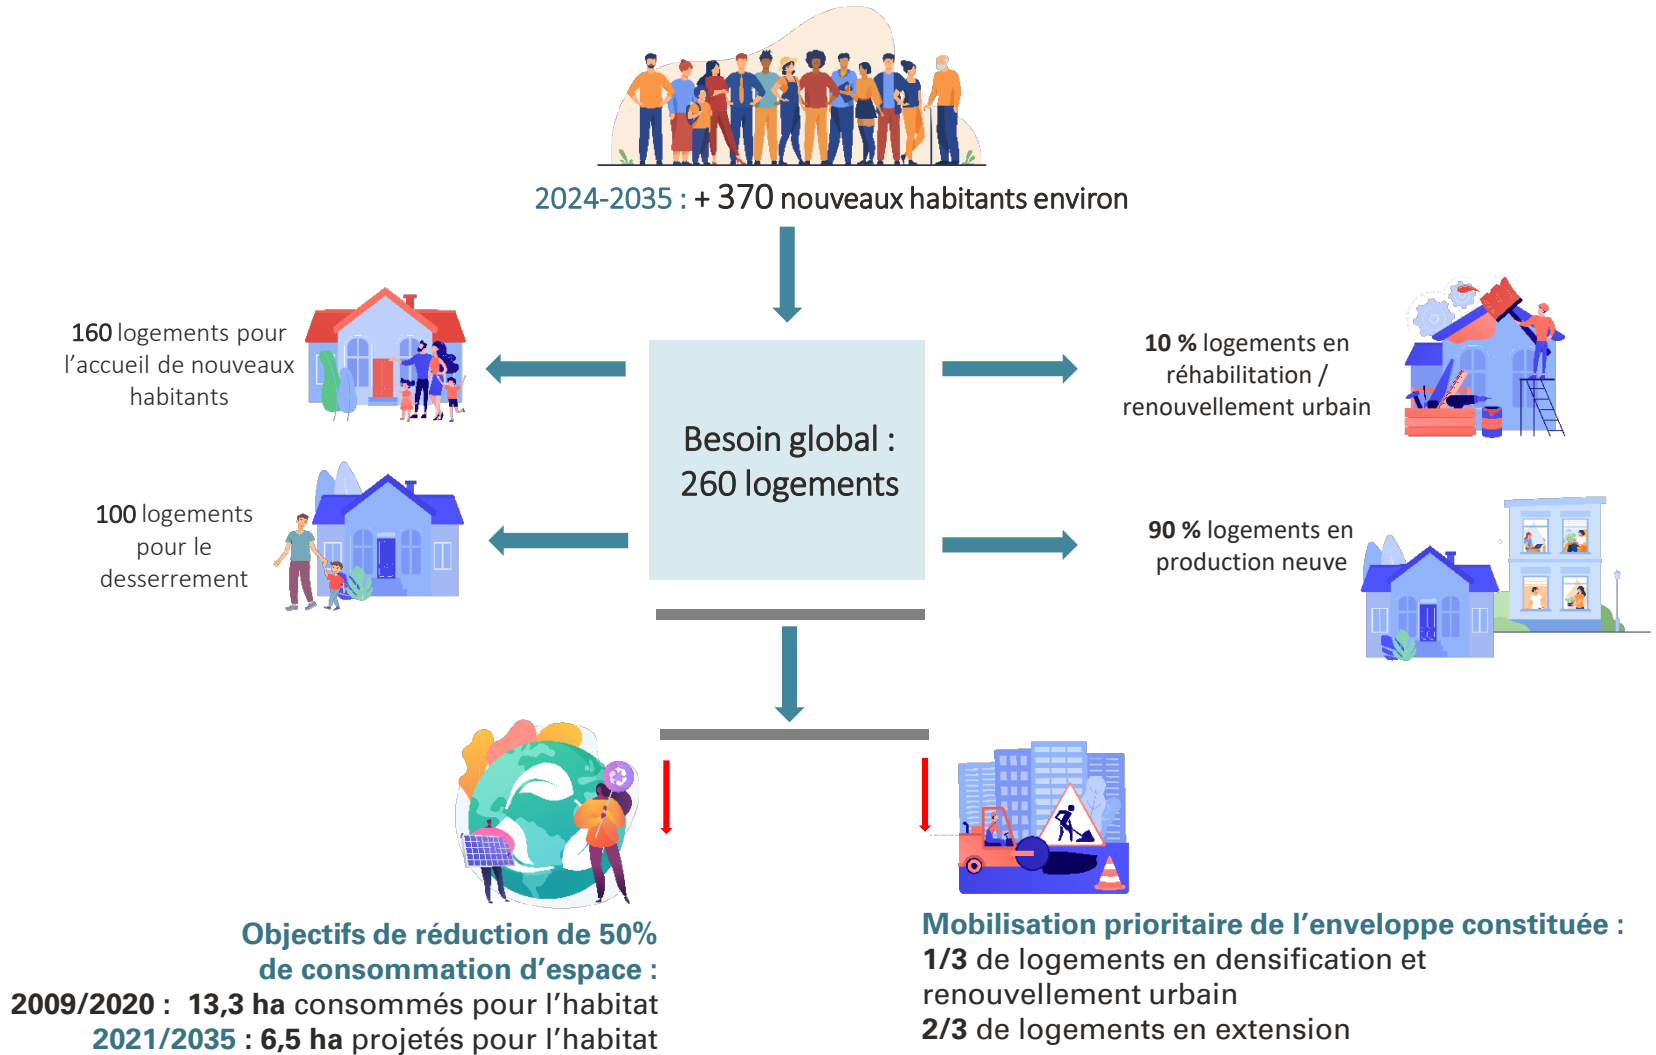 2024-2035 : + 370 nouveaux habitants environ
160 logements pour
l’accueil de nouveaux
habitants
100 logements
pour le
desserrement
Besoin global :
260 logements
10 % logements en
réhabilitation /
renouvellement urbain
90 % logements en
production neuve
Objectifs de réduction de 50%
de consommation d’espace :
2009/2020 : 13,3 ha consommés pour l’habitat
2021/2035 : 6,5 ha projetés pour l’habitat
Mobilisation prioritaire de l’enveloppe constituée :
1/3 de logements en densification et
renouvellement urbain
2/3 de logements en extension